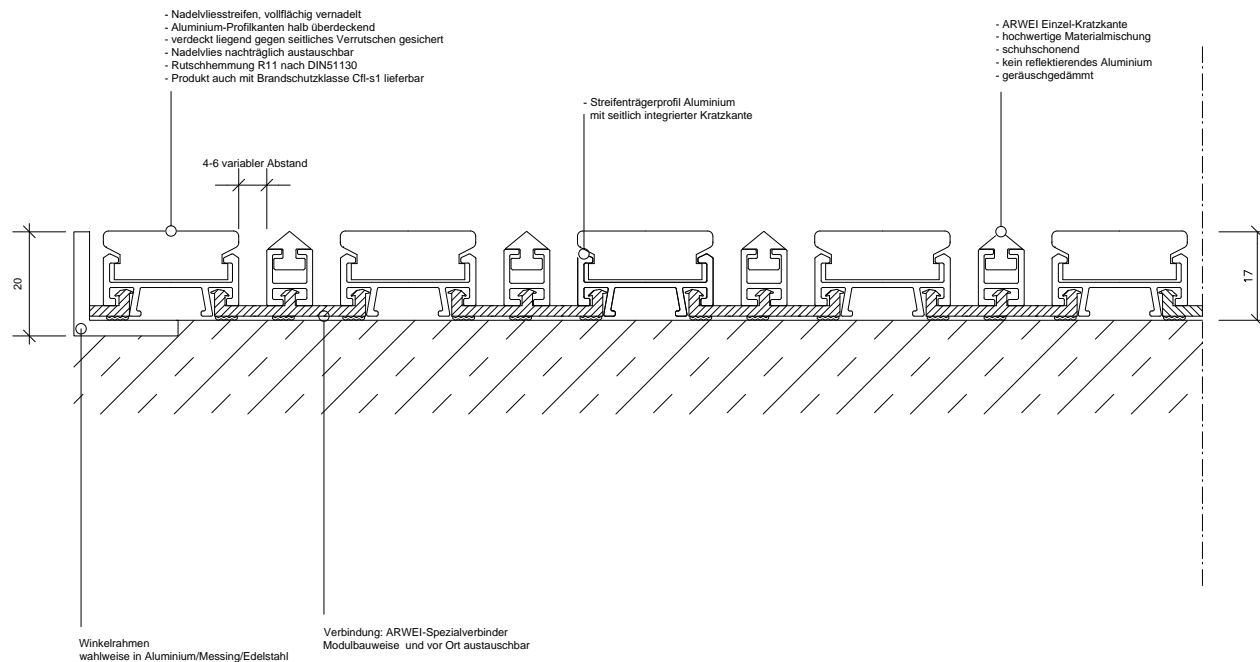 - Nadelvliesstreifen, vollflächig vernadelt
- Aluminium-Profilkanten halb überdeckend
- verdeckt liegend gegen seitliches Verrutschen gesichert
- Nadelvlies nachträglich austauschbar
- Rutschhemmung R11 nach DIN51130
- Produkt auch mit Brandschutzklasse Cfl-s1 lieferbar
- ARWEI Einzel-Kratzkante
- hochwertige Materialmischung
- schuhschonend
- kein reflektierendes Aluminium
- geräuschgedämmt
- Streifenträgerprofil Aluminium
mit seitlich integrierter Kratzkante
4-6 variabler Abstand
20
17
Winkelrahmen
wahlweise in Aluminium/Messing/Edelstahl
Verbindung: ARWEI-Spezialverbinder
Modulbauweise und vor Ort austauschbar